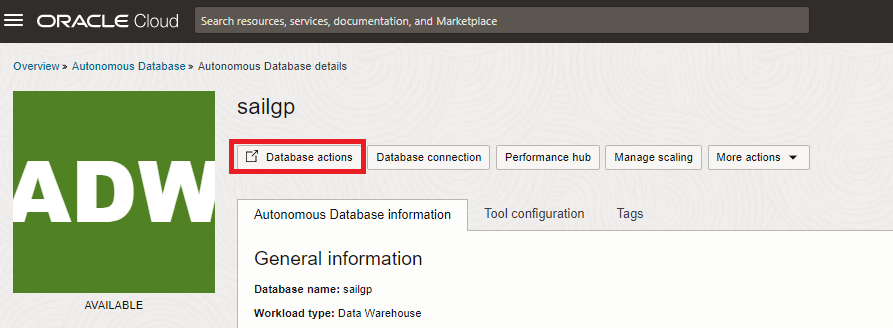 ORACLE Cloud
Search resources, services, documentation, and Marketplace
Overview » Autonomous Database » Autonomous Database details
ADW
AVAILABLE
sailgp
Database actions
Database connection
Performance hub
Manage scaling
More actions
Autonomous Database information
Tool configuration
Tags
General information
Database name: sailgp
Workload type: Data Warehouse